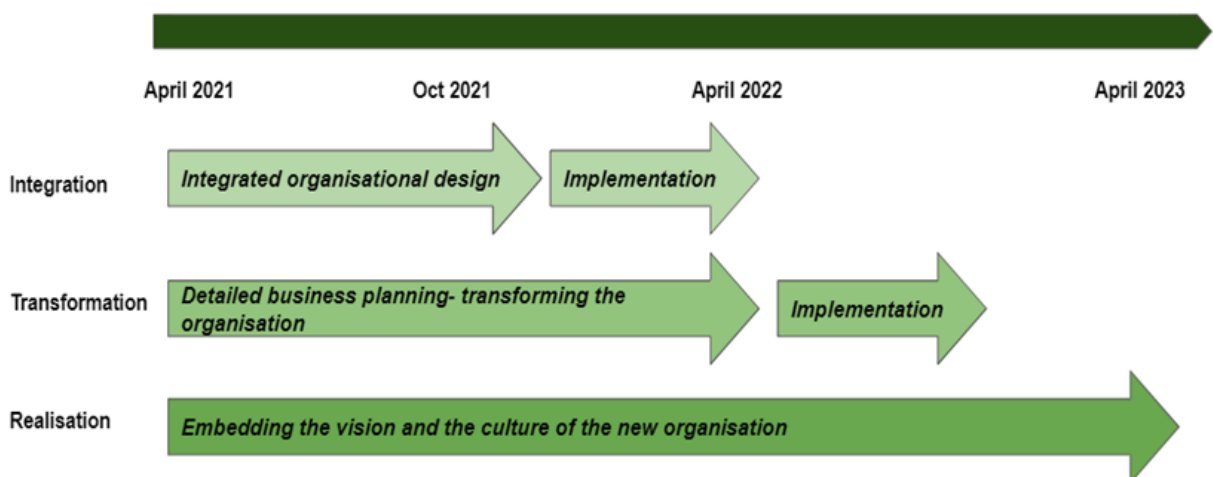 April 2021
Oct 2021
April 2022
April 2023
Integration
Integrated organisational design
Implementation
Transformation
Detailed business planning- transforming the
organisation
Implementation
Realisation
Embedding the vision and the culture of the new organisation